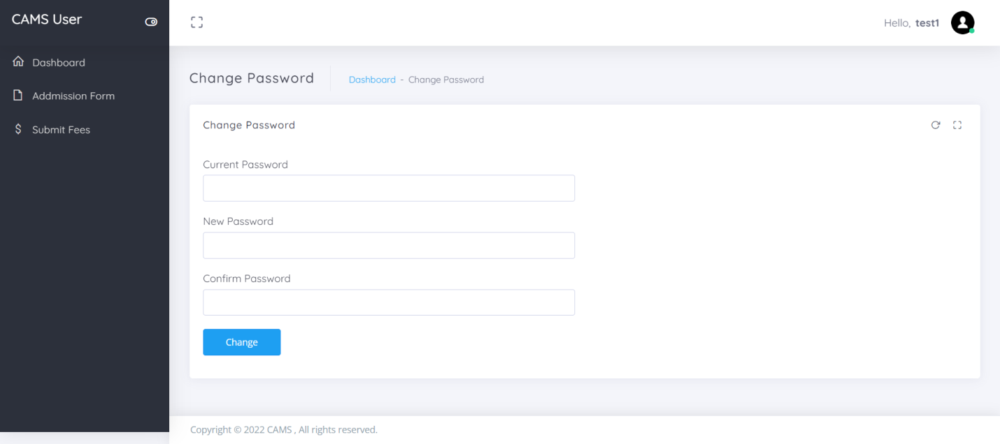 CAMS User
Hello, test1
Dashboard
Addmission Form
Submit Fees
Change Password
Dashboard - Change Password
Change Password
Current Password
New Password
Confirm Password
Change
Copyright © 2022 CAMS , All rights reserved.